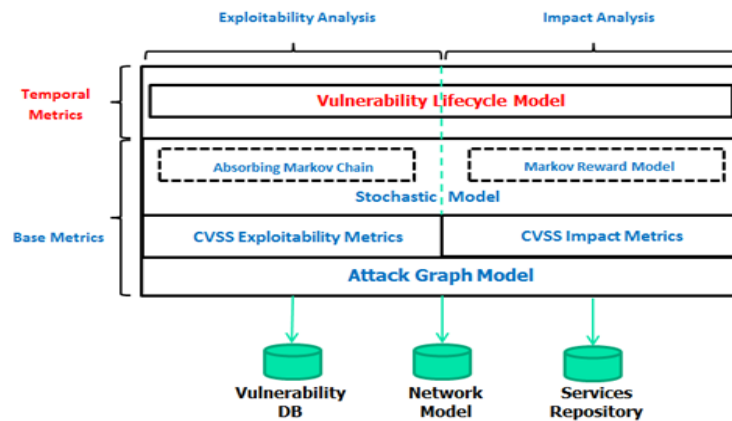 Exploitability Analysis
Impact Analysis
Temporal
Metrics
Vulnerability Lifecycle Model
Absorbing Markov Chain
Markov Reward Model
Stochastic Model
Base Metrics
CVSS Exploitability Metrics
CVSS Impact Metrics
Attack Graph Model
Vulnerability
DB
Network
Model
Services
Repository